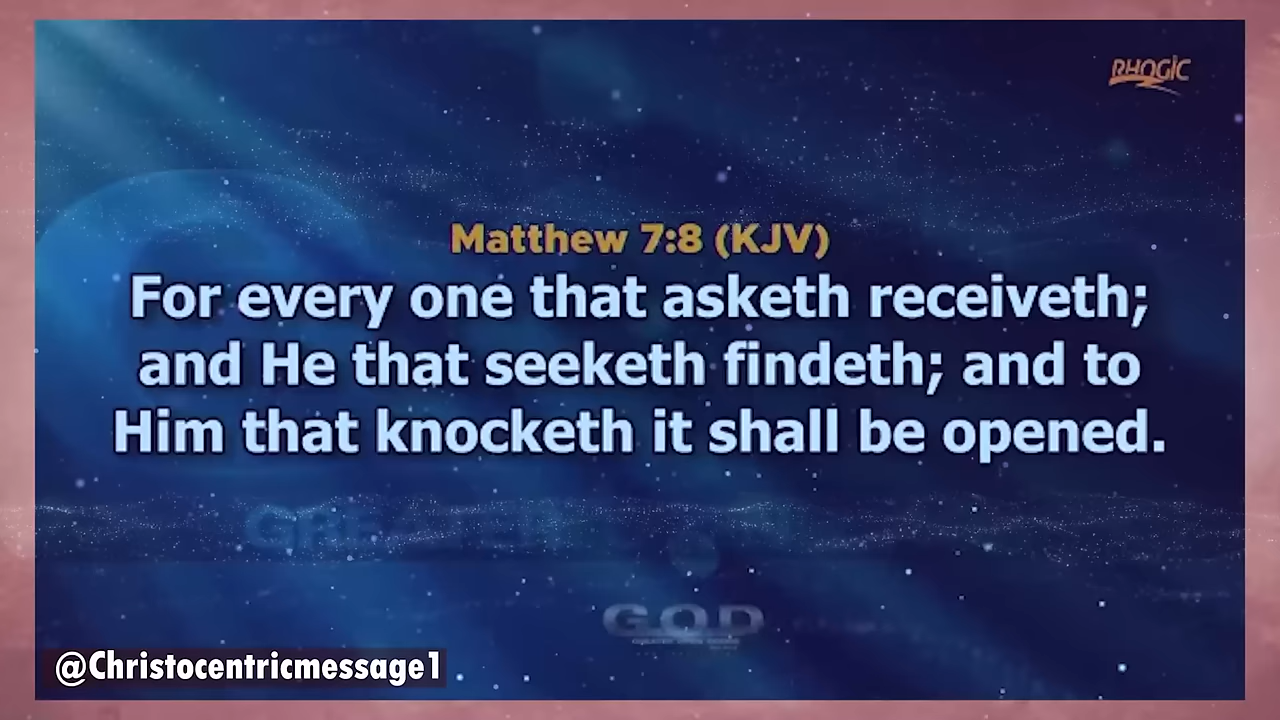 RHOGIC
Matthew 7:8 (KJV)
For every one that asketh receiveth;
and He that seeketh findeth; and to
Him that knocketh it shall be opened.
GREATER
G.O.D
@Christocentricmessage1